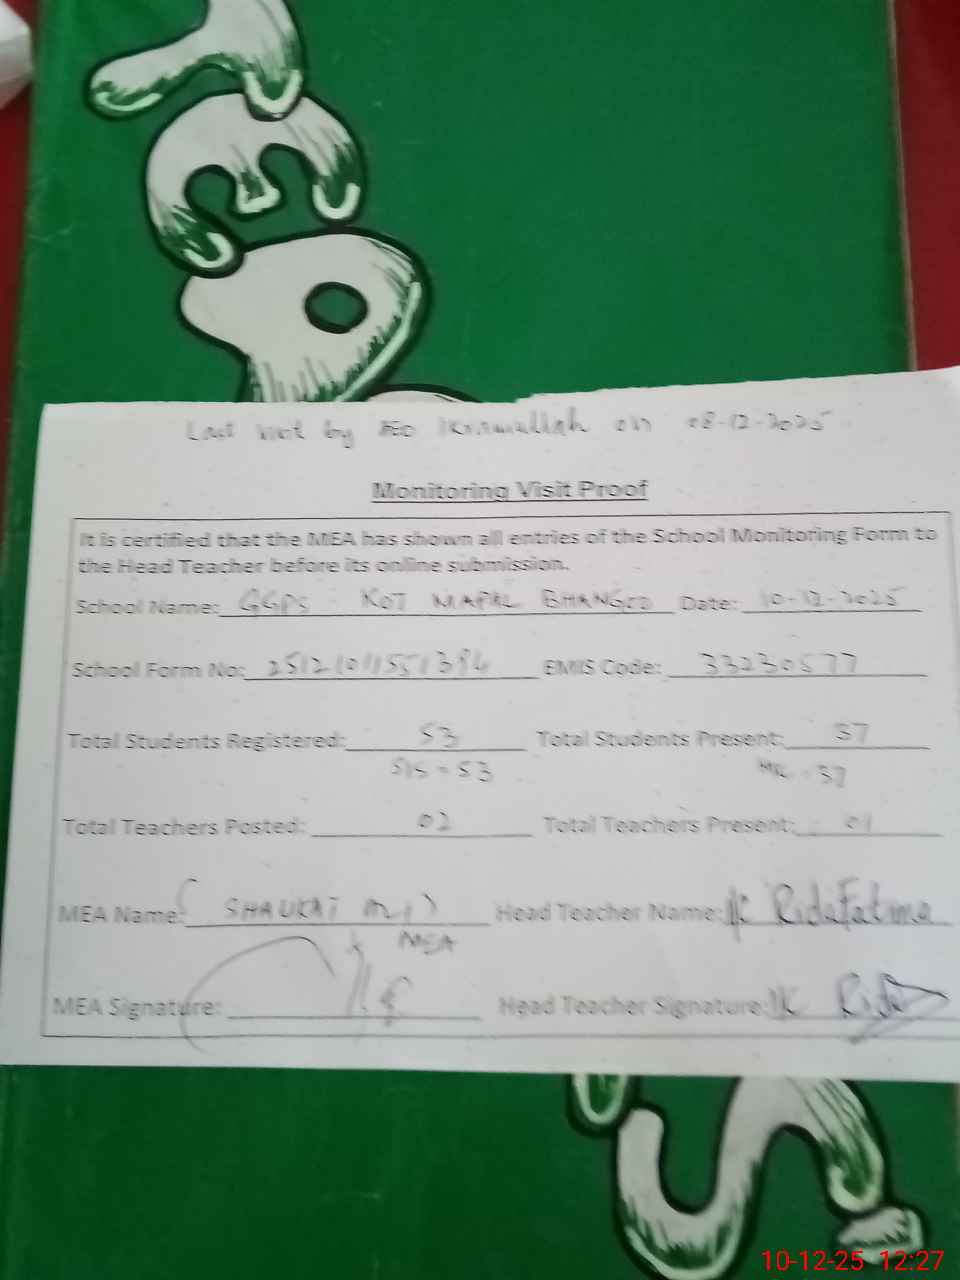 Last visit by AEO Ikramullah on 08-12-2025
Monitoring Visit Proof
It is certified that the MEA has shown all entries of the School Monitoring Form to
the Head Teacher before its online submission.
School Name: GGPS KOT MAPAL Date: 10-12-2025
School Form No: EMIS Code: 33230577
Total Students Registered: 53 Total Students Present: 37
SIS = 53 37
Total Teachers Posted: 02 Total Teachers Present: 01
MEA Name: SHAUKAT Head Teacher Name: I/C Rida Fatima
MEA
MEA Signature: Head Teacher Signature: I/C Rida
10-12-25 12:27